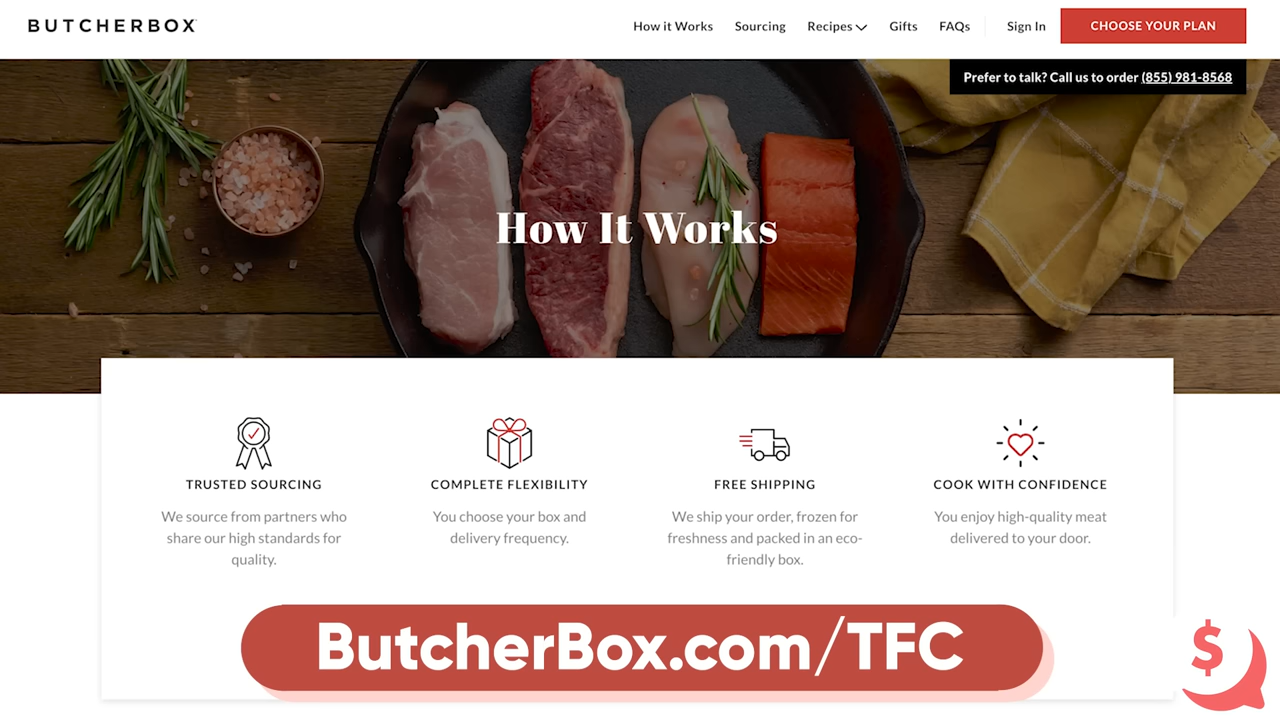 BUTCHERBOX
How it Works
Sourcing
Recipes
Gifts
FAQs
Sign In
CHOOSE YOUR PLAN
Prefer to talk? Call us to order (855) 981-8568
How It Works
TRUSTED SOURCING
We source from partners who
share our high standards for
quality.
COMPLETE FLEXIBILITY
You choose your box and
delivery frequency.
FREE SHIPPING
We ship your order, frozen for
freshness and packed in an eco-
friendly box.
COOK WITH CONFIDENCE
You enjoy high-quality meat
delivered to your door.
ButcherBox.com/TFC
$